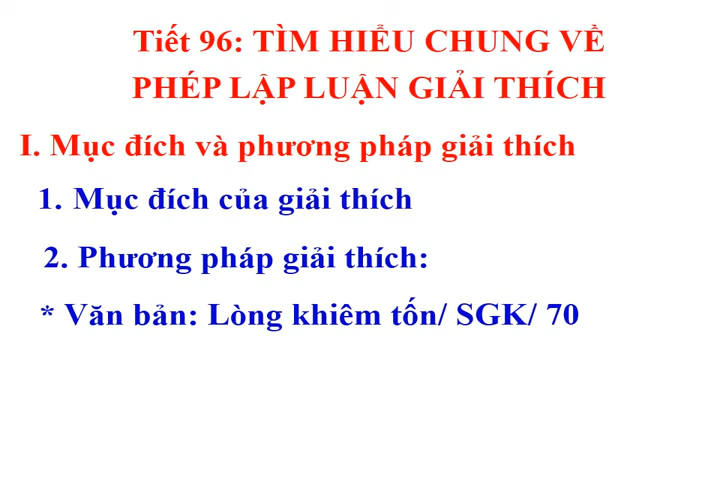 Tiết 96: TÌM HIỂU CHUNG VỀ
PHÉP LẬP LUẬN GIẢI THÍCH
I. Mục đích và phương pháp giải thích
1. Mục đích của giải thích
2. Phương pháp giải thích:
* Văn bản: Lòng khiêm tốn/ SGK/ 70